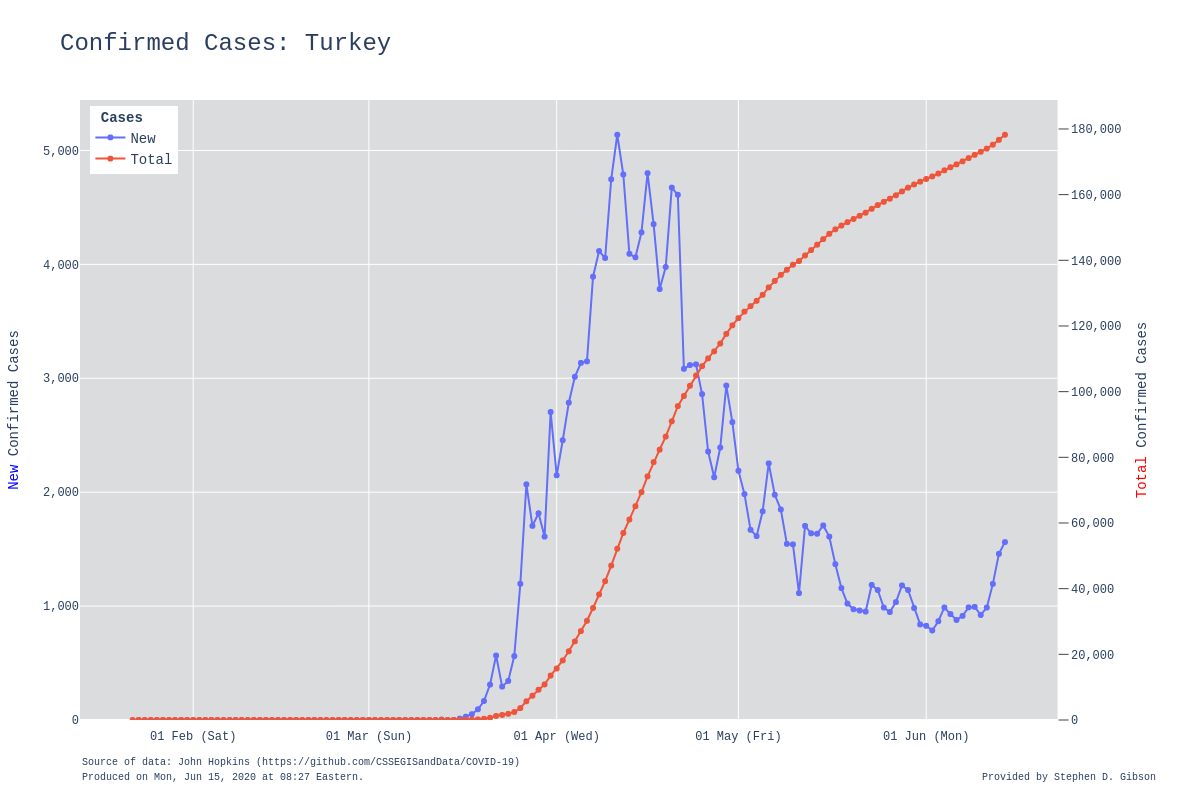 Confirmed Cases: Turkey
Cases
New
Total
5,000
4,000
3,000
2,000
1,000
0
180,000
160,000
140,000
120,000
100,000
80,000
60,000
40,000
20,000
0
New Confirmed Cases
Total Confirmed Cases
01 Feb (Sat)
01 Mar (Sun)
01 Apr (Wed)
01 May (Fri)
01 Jun (Mon)
Source of data: John Hopkins (https://github.com/CSSEGISandData/COVID-19)
Produced on Mon, Jun 15, 2020 at 08:27 Eastern.
Provided by Stephen D. Gibson